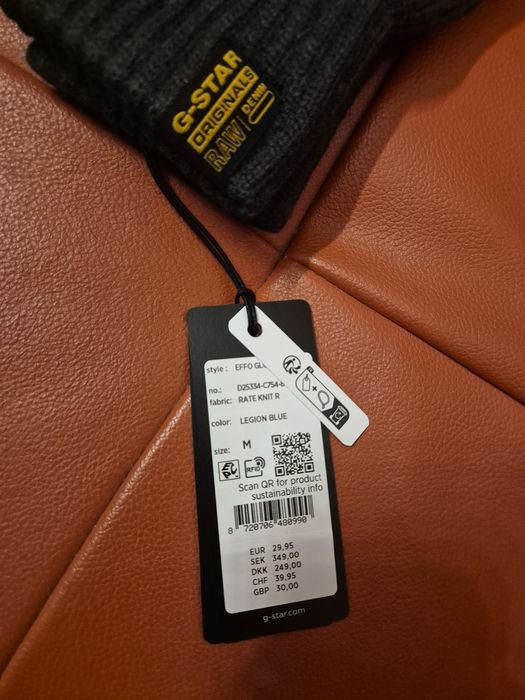 G-STAR
ORIGINALS
RAW DENIM
style : EFFO
no.: D25334-C754-
fabric: RATE KNIT R
color: LEGION BLUE
size: M
RFID
Scan QR for product
sustainability info
8 720706 480990
EUR 29,95
SEK 349,00
DKK 249,00
CHF 39,95
GBP 30,00
g-star.com